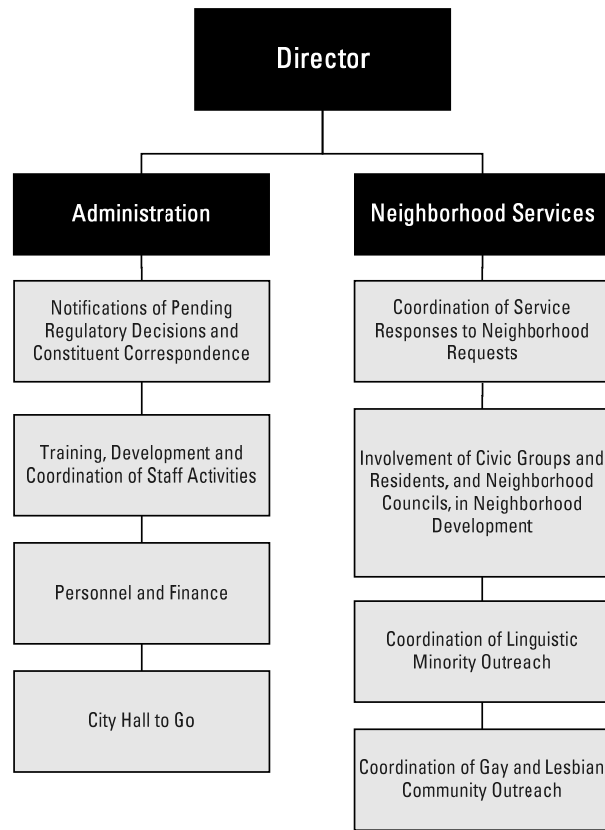 Director
Administration
Notifications of Pending
Regulatory Decisions and
Constituent Correspondence
Training, Development and
Coordination of Staff Activities
Personnel and Finance
City Hall to Go
Neighborhood Services
Coordination of Service
Responses to Neighborhood
Requests
Involvement of Civic Groups and
Residents, and Neighborhood
Councils, in Neighborhood
Development
Coordination of Linguistic
Minority Outreach
Coordination of Gay and Lesbian
Community Outreach